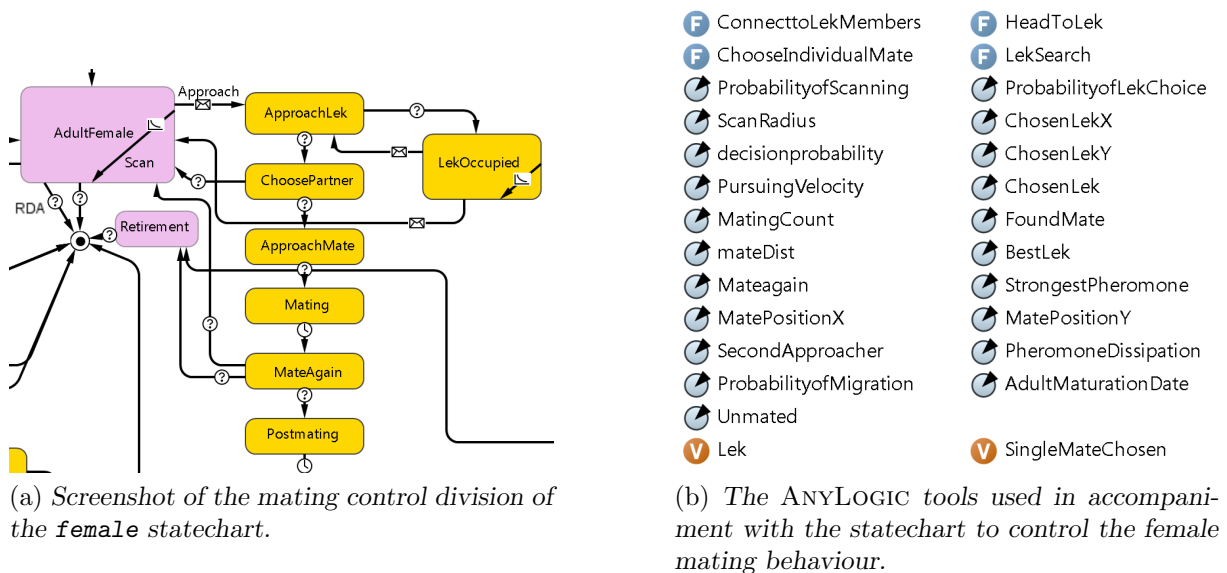 Approach
ApproachLek
AdultFemale
Scan
LekOccupied
ChoosePartner
RDA
Retirement
ApproachMate
Mating
MateAgain
Postmating
(a) Screenshot of the mating control division of
the female statechart.
F ConnecttoLekMembers
F HeadToLek
F ChooseIndividualMate
F LekSearch
ProbabilityofScanning
ProbabilityofLekChoice
ScanRadius
ChosenLekX
decisionprobability
ChosenLekY
PursuingVelocity
ChosenLek
MatingCount
FoundMate
mateDist
BestLek
Mateagain
StrongestPheromone
MatePositionX
MatePositionY
SecondApproacher
PheromoneDissipation
ProbabilityofMigration
AdultMaturationDate
Unmated
V Lek
V SingleMateChosen
(b) The ANYLOGIC tools used in accompani-
ment with the statechart to control the female
mating behaviour.